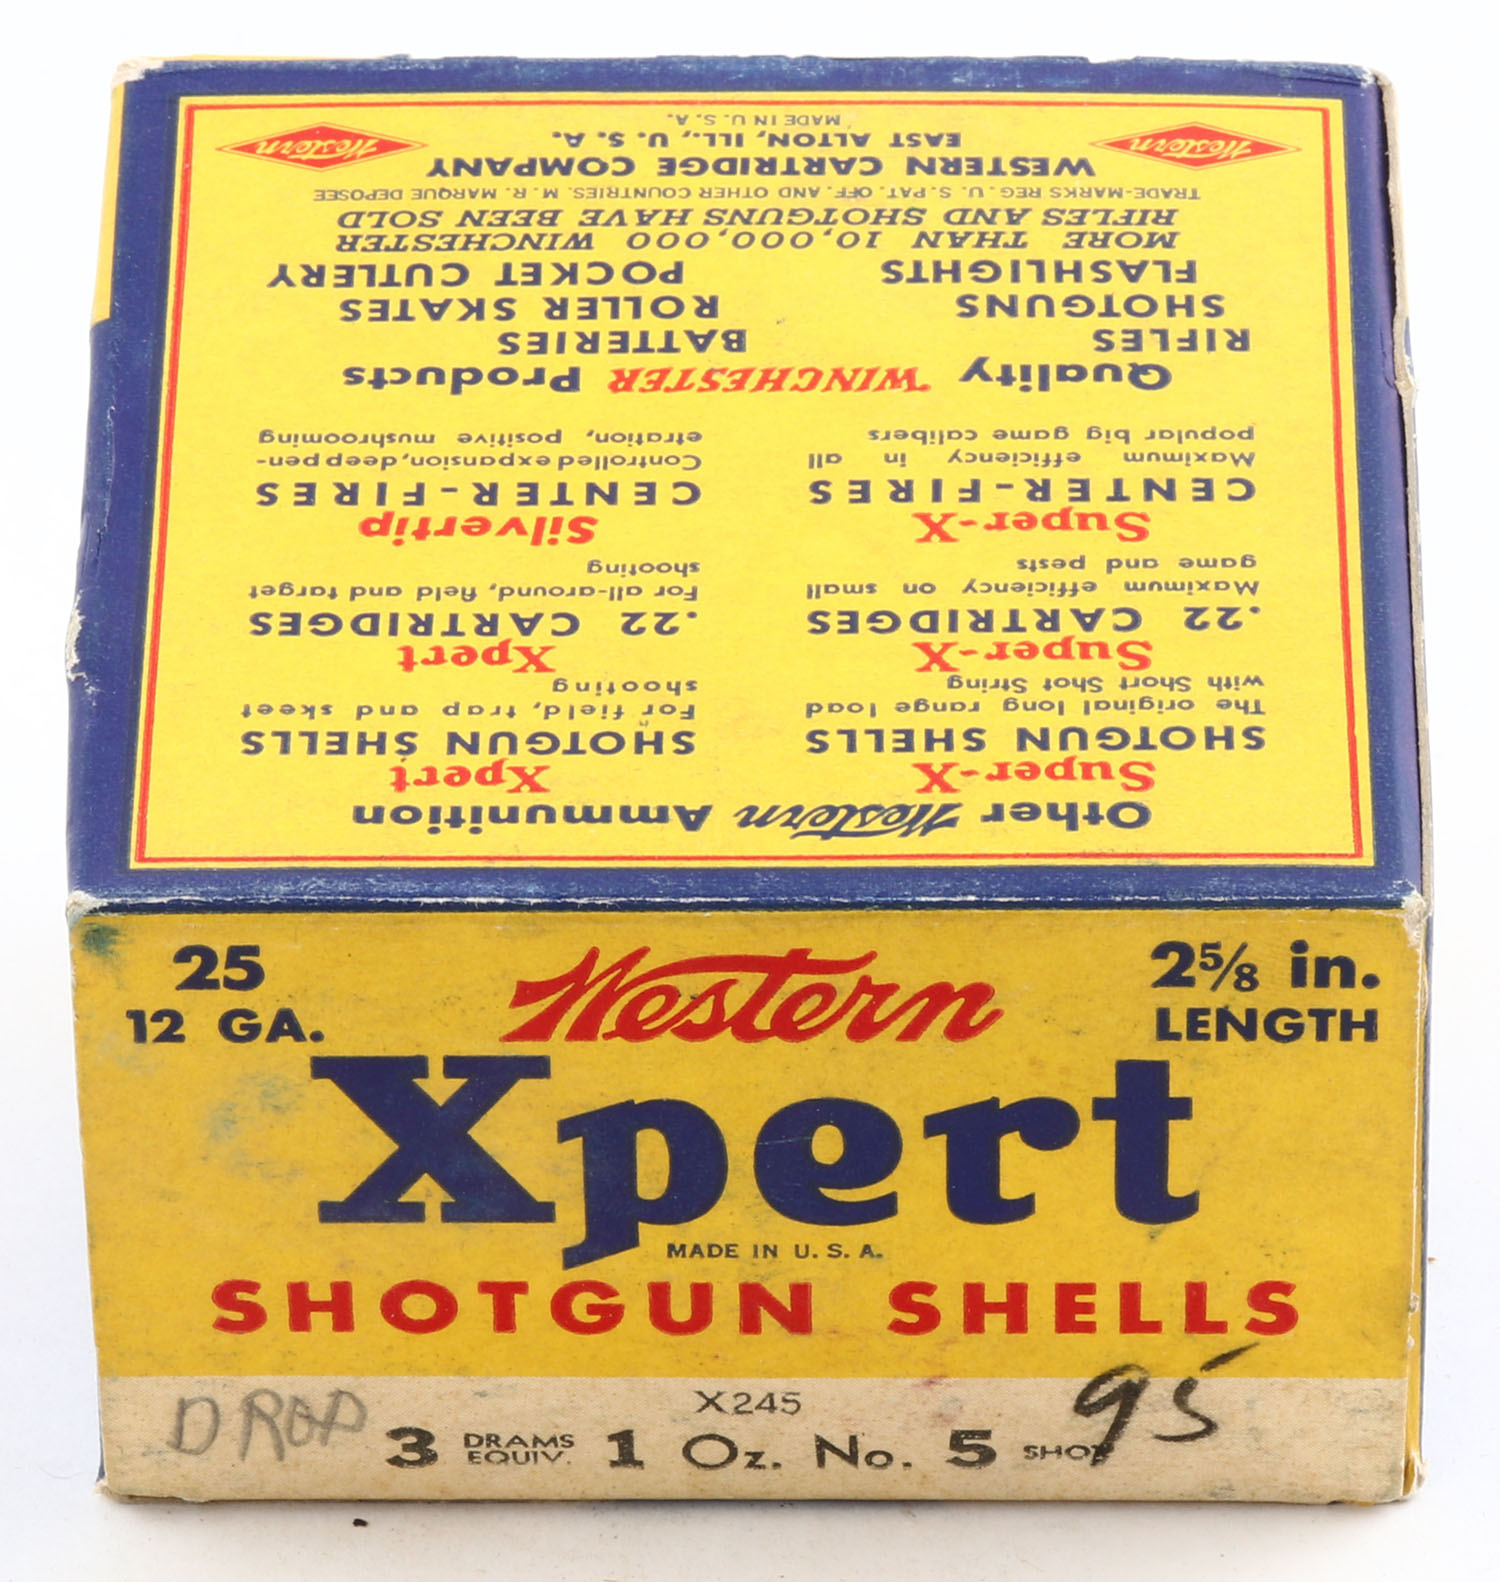 Other Western Ammunition
Super-X
SHOTGUN SHELLS
The original long range load
with Short Shot String
Xpert
SHOTGUN SHELLS
For field, trap and skeet
shooting
Super-X
.22 CARTRIDGES
Maximum efficiency on small
game and pests
Xpert
.22 CARTRIDGES
For all-around, field and target
shooting
Super-X
CENTER-FIRES
Maximum efficiency in all
popular big game calibers
Silvertip
CENTER-FIRES
Controlled expansion, deep pen-
etration, positive mushrooming
Quality WINCHESTER Products
RIFLES BATTERIES
SHOTGUNS ROLLER SKATES
FLASHLIGHTS POCKET CUTLERY
MORE THAN 10,000,000 WINCHESTER
RIFLES AND SHOTGUNS HAVE BEEN SOLD
TRADE-MARKS REG. U. S. PAT. OFF. AND OTHER COUNTRIES. M. R. MARQUE DEPOSEE
WESTERN CARTRIDGE COMPANY
EAST ALTON, ILL., U. S. A.
MADE IN U. S. A.
Western
Western
25
12 GA.
Western
2⅝ in.
LENGTH
Xpert
MADE IN U. S. A.
SHOTGUN SHELLS
X245
DROP
95
3 DRAMS EQUIV. 1 Oz. No. 5 SHOT